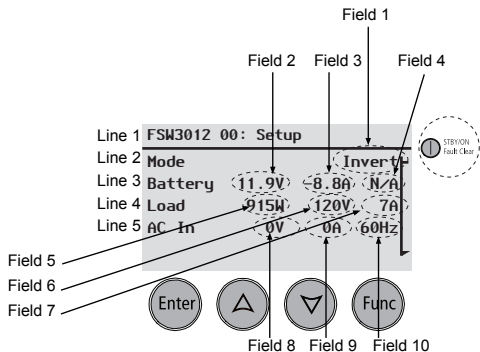 Field 1
Field 2 Field 3 Field 4
Line 1 FSW3012 00: Setup
STBY/ON
Fault Clear
Line 2 Mode Invert
Line 3 Battery 11.9V -8.8A N/A
Line 4 Load 915W 120V 7A
Line 5 AC In 0V 0A 60Hz
Field 5
Field 6
Field 7
Enter Func
Field 8 Field 9 Field 10